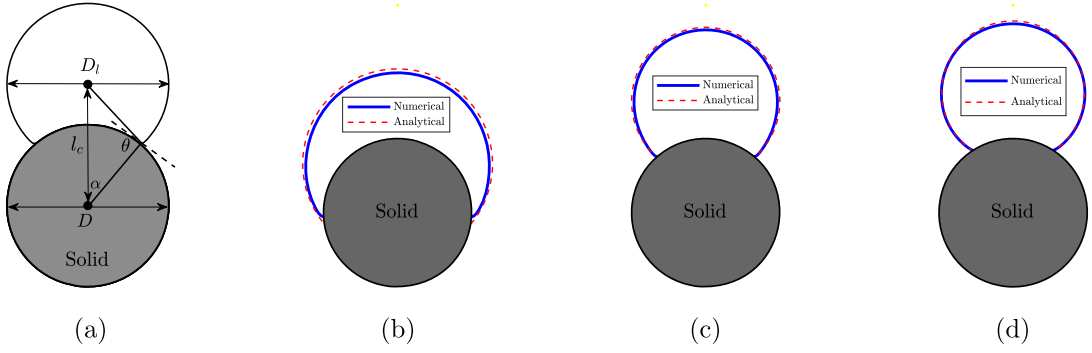 D_l
l_c
θ
α
D
Solid
(a)
Numerical
Analytical
Solid
(b)
Numerical
Analytical
Solid
(c)
Numerical
Analytical
Solid
(d)